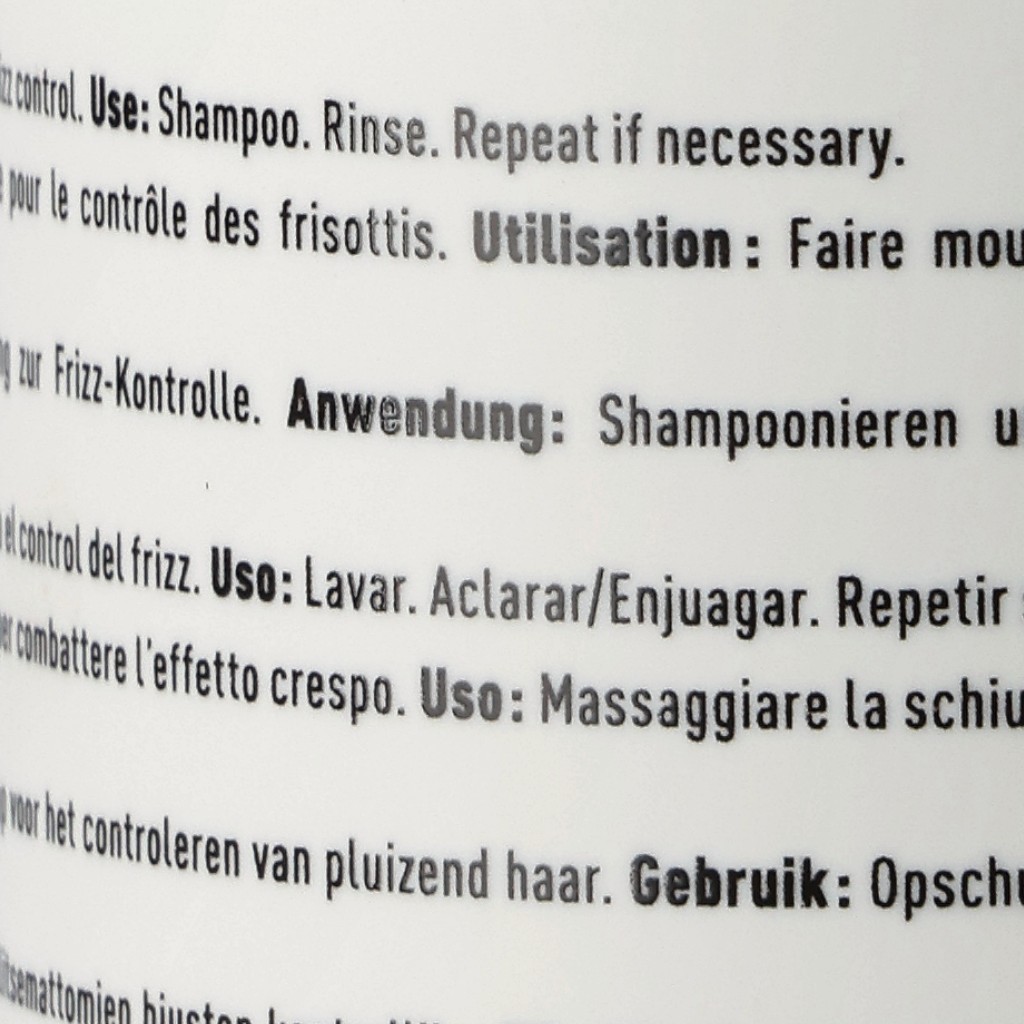 control. Use: Shampoo. Rinse. Repeat if necessary.
pour le contrôle des frisottis. Utilisation : Faire mou
zur Frizz-Kontrolle. Anwendung: Shampoonieren u
el control del frizz. Uso: Lavar. Aclarar/Enjuagar. Repetir
combattere l'effetto crespo. Uso: Massaggiare la schiu
voor het controleren van pluizend haar. Gebruik: Opschu